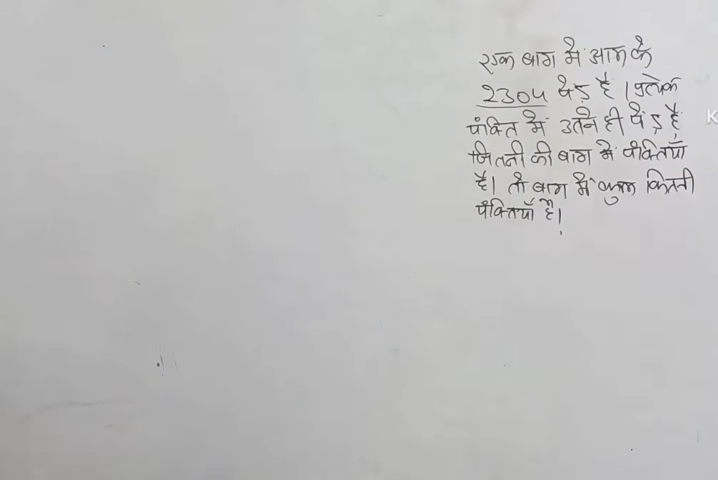 एक बाग में आम के
2304 पेड़ है। प्रत्येक
पंक्ति में उतने ही पेड़ है
जितनी की बाग में पंक्तियाँ
है। तो बाग में कुल कितनी
पंक्तियाँ है।
K